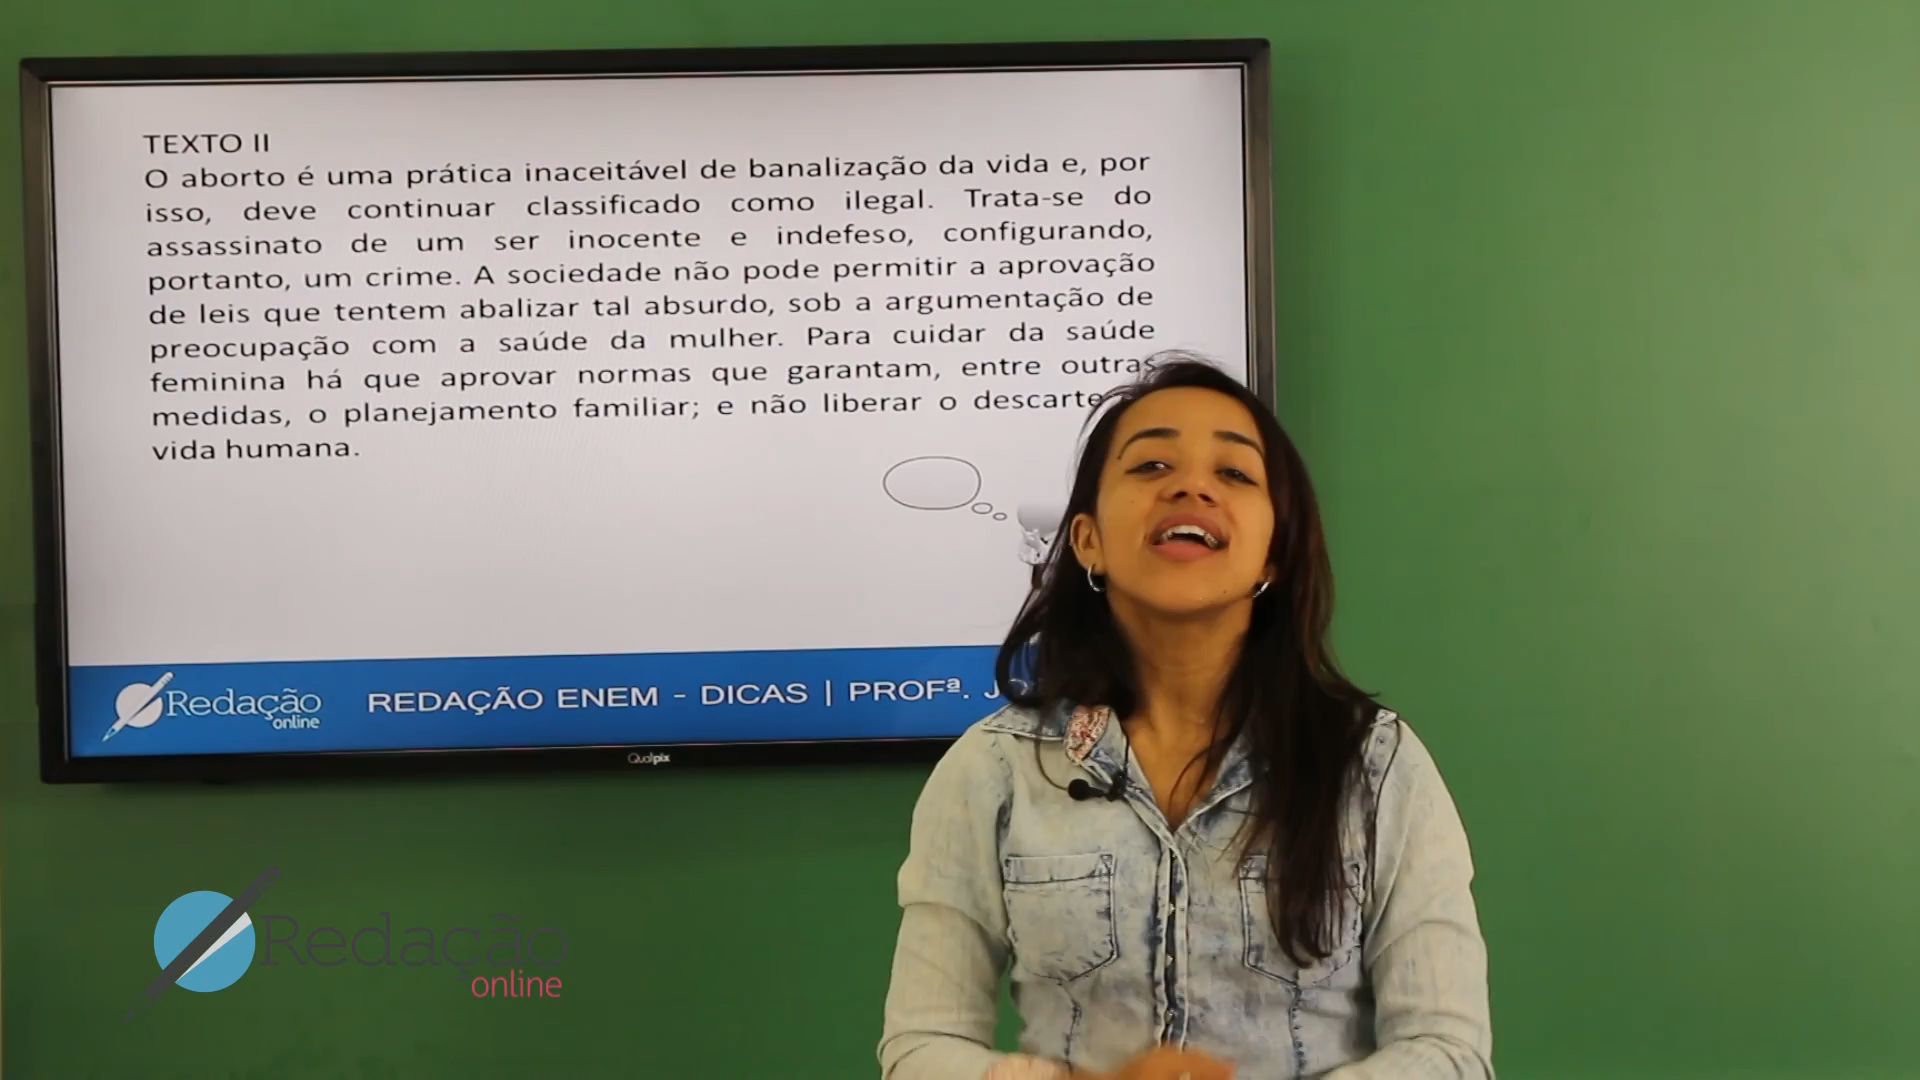 TEXTO II
O aborto é uma prática inaceitável de banalização da vida e, por
isso, deve continuar classificado como ilegal. Trata-se do
assassinato de um ser inocente e indefeso, configurando,
portanto, um crime. A sociedade não pode permitir a aprovação
de leis que tentem abalizar tal absurdo, sob a argumentação de
preocupação com a saúde da mulher. Para cuidar da saúde
feminina há que aprovar normas que garantam, entre outras
medidas, o planejamento familiar; e não liberar o descarte
vida humana.
Redação
online
REDAÇÃO ENEM - DICAS | PROFª. J
Qualpix
Redação
online